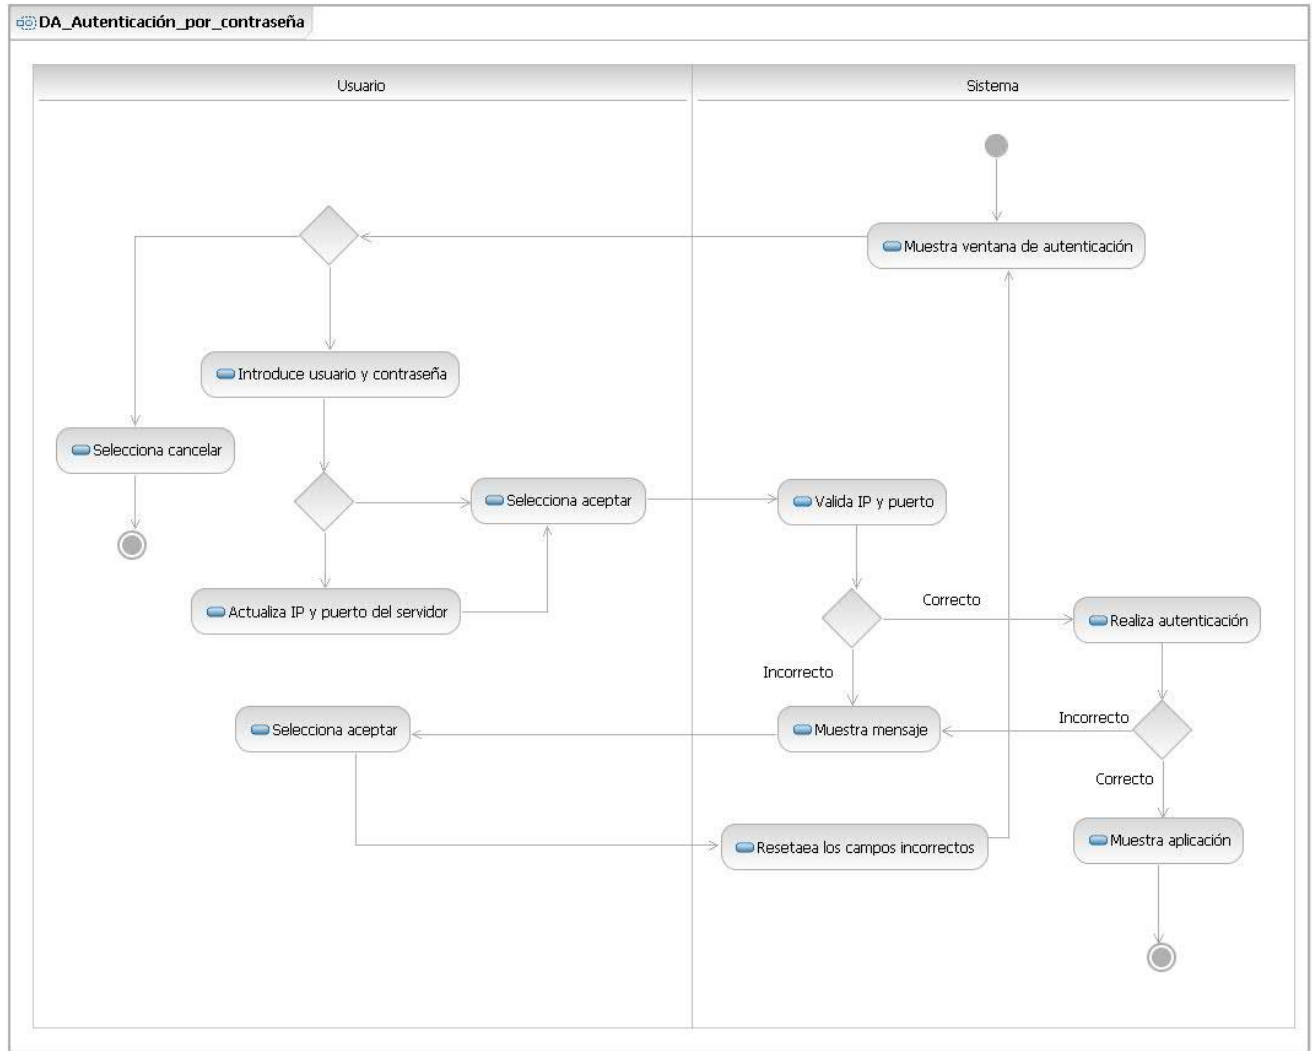 DA_Autenticación_por_contraseña
Usuario
Sistema
Muestra ventana de autenticación
Introduce usuario y contraseña
Selecciona cancelar
Selecciona aceptar
Valida IP y puerto
Actualiza IP y puerto del servidor
Correcto
Realiza autenticación
Incorrecto
Selecciona aceptar
Muestra mensaje
Incorrecto
Correcto
Resetaea los campos incorrectos
Muestra aplicación